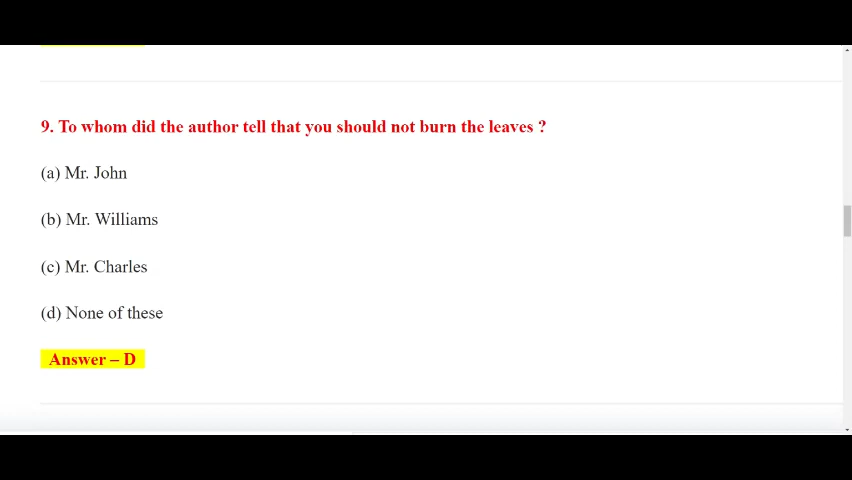 9. To whom did the author tell that you should not burn the leaves ?
(a) Mr. John
(b) Mr. Williams
(c) Mr. Charles
(d) None of these
Answer – D